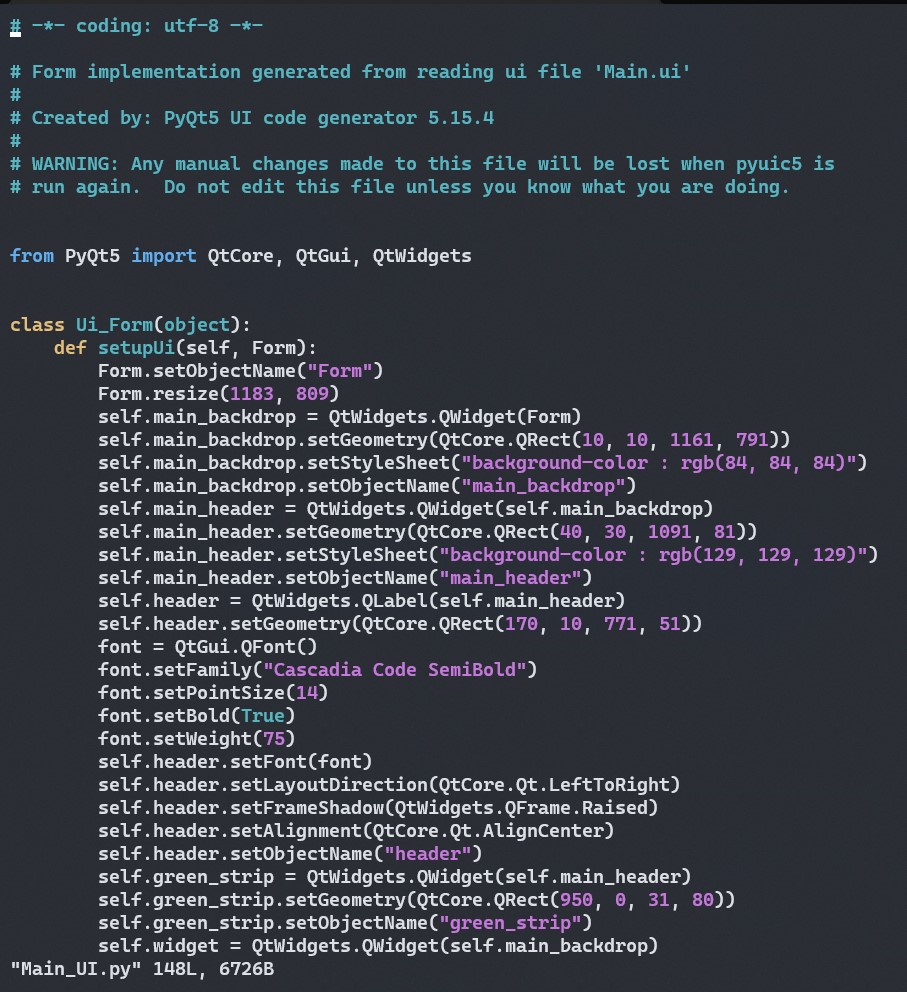 # -*- coding: utf-8 -*-

# Form implementation generated from reading ui file 'Main.ui'
#
# Created by: PyQt5 UI code generator 5.15.4
#
# WARNING: Any manual changes made to this file will be lost when pyuic5 is
# run again.  Do not edit this file unless you know what you are doing.


from PyQt5 import QtCore, QtGui, QtWidgets


class Ui_Form(object):
    def setupUi(self, Form):
        Form.setObjectName("Form")
        Form.resize(1183, 809)
        self.main_backdrop = QtWidgets.QWidget(Form)
        self.main_backdrop.setGeometry(QtCore.QRect(10, 10, 1161, 791))
        self.main_backdrop.setStyleSheet("background-color : rgb(84, 84, 84)")
        self.main_backdrop.setObjectName("main_backdrop")
        self.main_header = QtWidgets.QWidget(self.main_backdrop)
        self.main_header.setGeometry(QtCore.QRect(40, 30, 1091, 81))
        self.main_header.setStyleSheet("background-color : rgb(129, 129, 129)")
        self.main_header.setObjectName("main_header")
        self.header = QtWidgets.QLabel(self.main_header)
        self.header.setGeometry(QtCore.QRect(170, 10, 771, 51))
        font = QtGui.QFont()
        font.setFamily("Cascadia Code SemiBold")
        font.setPointSize(14)
        font.setBold(True)
        font.setWeight(75)
        self.header.setFont(font)
        self.header.setLayoutDirection(QtCore.Qt.LeftToRight)
        self.header.setFrameShadow(QtWidgets.QFrame.Raised)
        self.header.setAlignment(QtCore.Qt.AlignCenter)
        self.header.setObjectName("header")
        self.green_strip = QtWidgets.QWidget(self.main_header)
        self.green_strip.setGeometry(QtCore.QRect(950, 0, 31, 80))
        self.green_strip.setObjectName("green_strip")
        self.widget = QtWidgets.QWidget(self.main_backdrop)
"Main_UI.py" 148L, 6726B